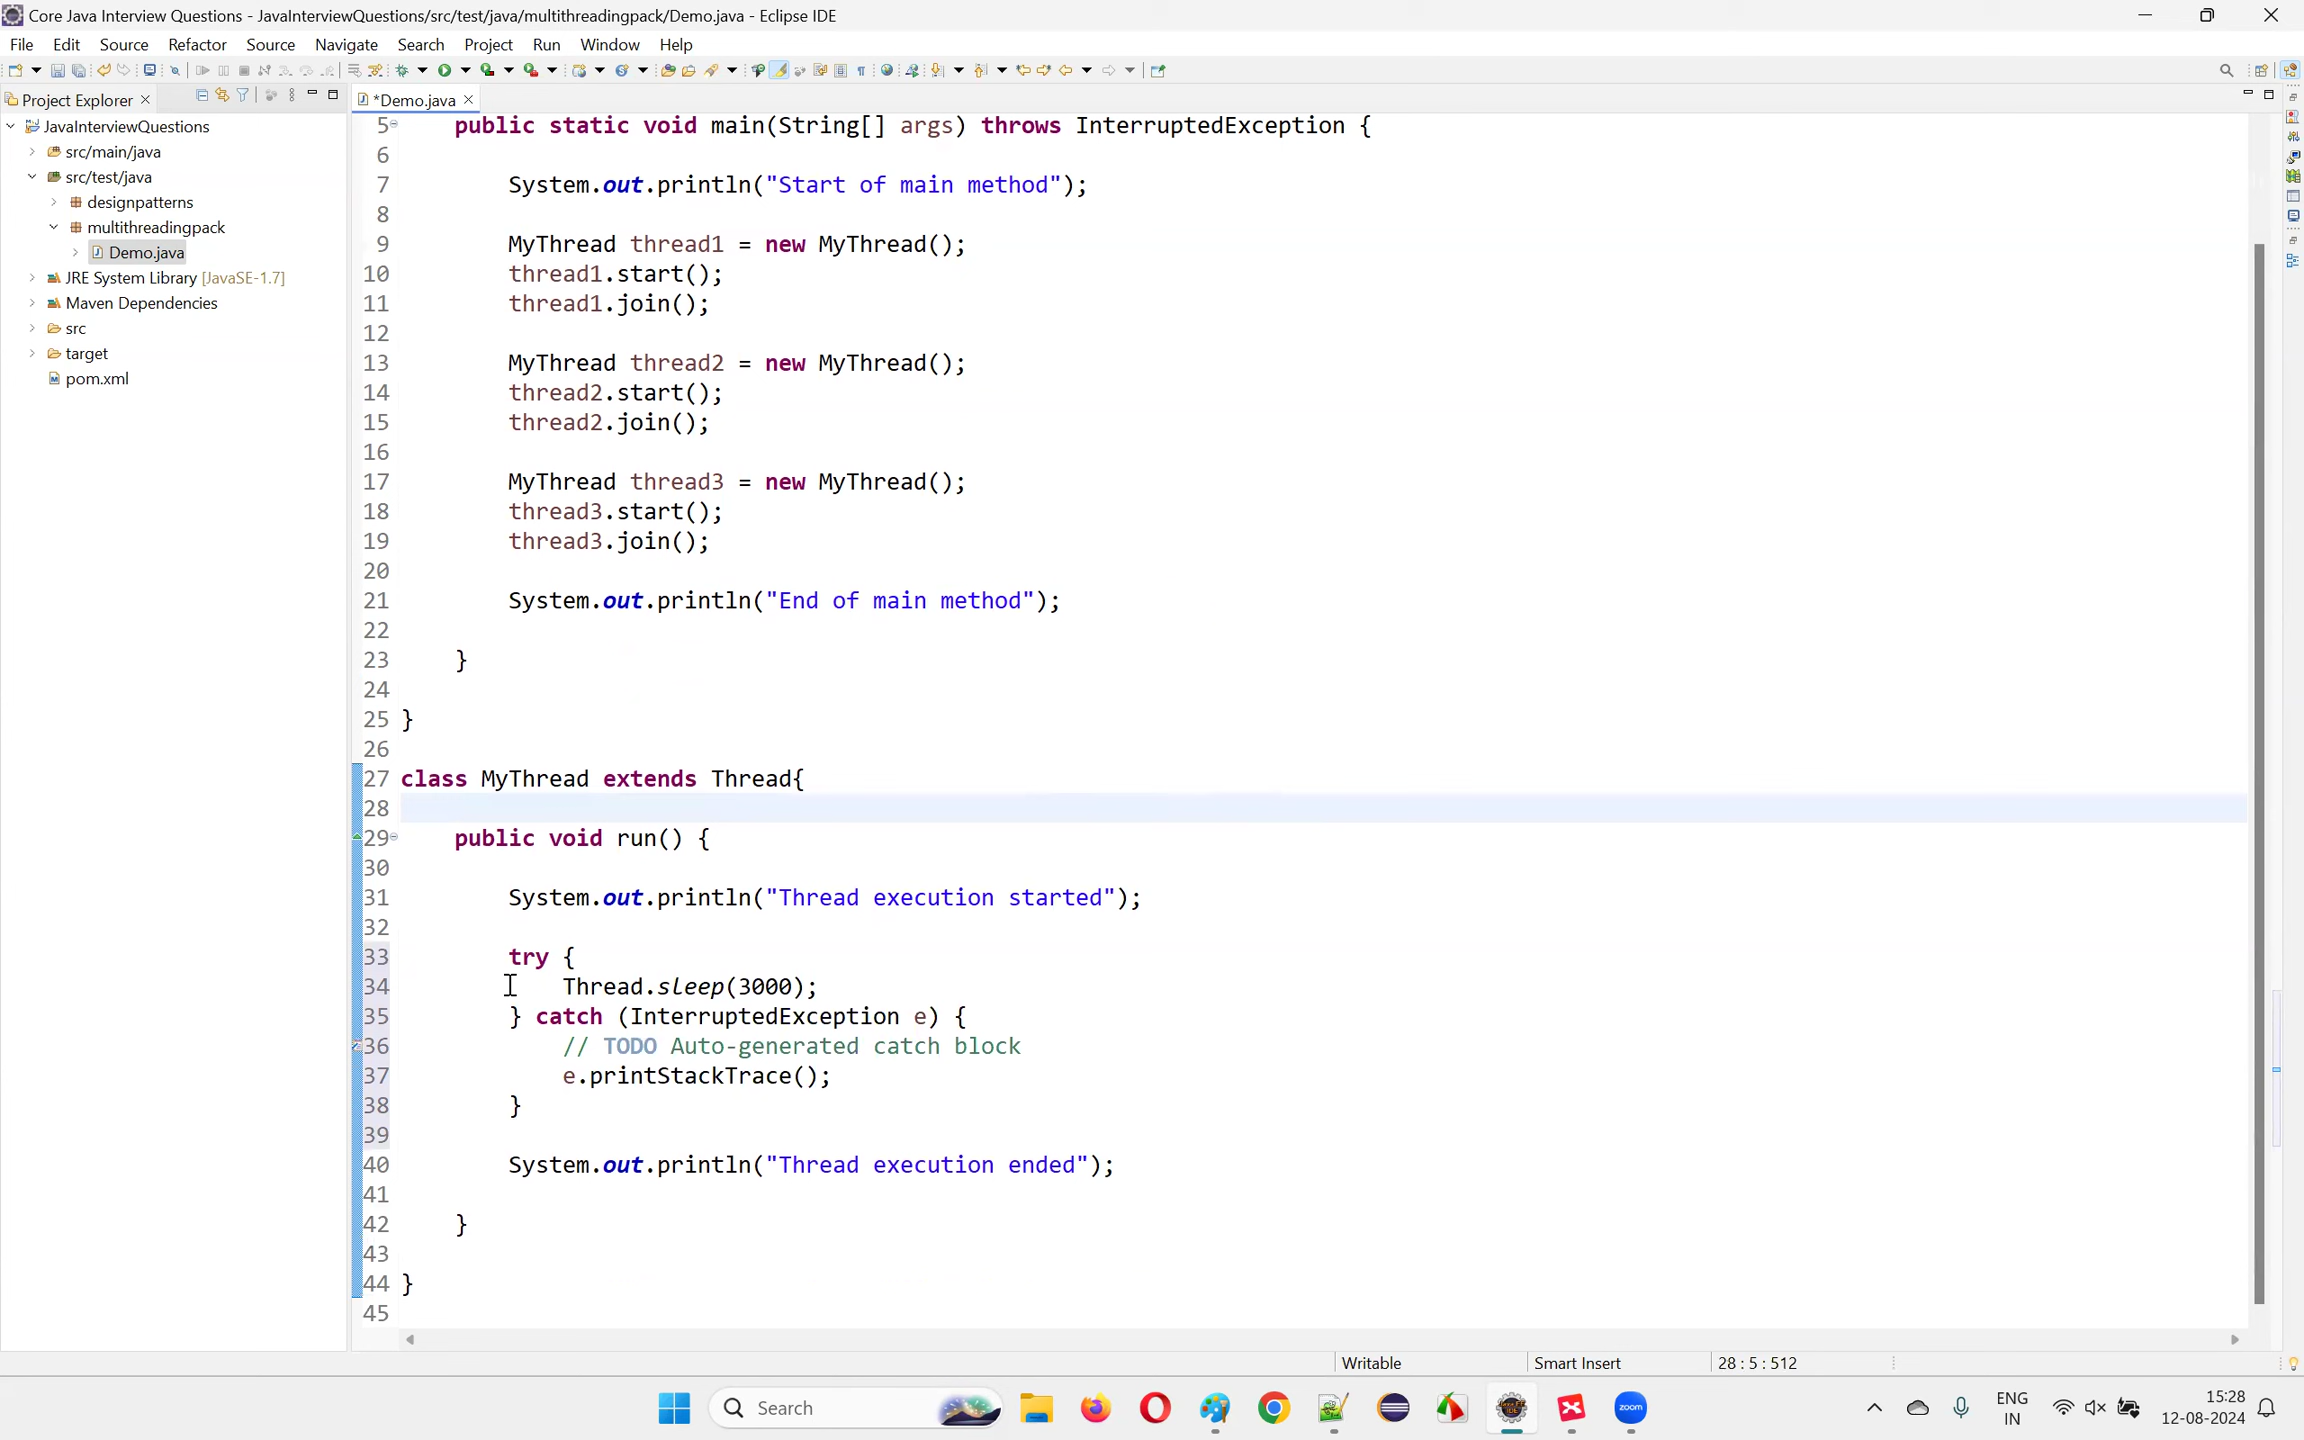 Core Java Interview Questions - JavaInterviewQuestions/src/test/java/multithreadingpack/Demo.java - Eclipse IDE
File Edit Source Refactor Source Navigate Search Project Run Window Help
Project Explorer
*Demo.java
JavaInterviewQuestions
src/main/java
src/test/java
designpatterns
multithreadingpack
Demo.java
JRE System Library [JavaSE-1.7]
Maven Dependencies
src
target
pom.xml
5 public static void main(String[] args) throws InterruptedException {
6
7 System.out.println("Start of main method");
8
9 MyThread thread1 = new MyThread();
10 thread1.start();
11 thread1.join();
12
13 MyThread thread2 = new MyThread();
14 thread2.start();
15 thread2.join();
16
17 MyThread thread3 = new MyThread();
18 thread3.start();
19 thread3.join();
20
21 System.out.println("End of main method");
22
23 }
24
25 }
26
27 class MyThread extends Thread{
28
29 public void run() {
30
31 System.out.println("Thread execution started");
32
33 try {
34 Thread.sleep(3000);
35 } catch (InterruptedException e) {
36 // TODO Auto-generated catch block
37 e.printStackTrace();
38 }
39
40 System.out.println("Thread execution ended");
41
42 }
43
44 }
45
Writable Smart Insert 28 : 5 : 512
Search
zoom
ENG
IN
15:28
12-08-2024